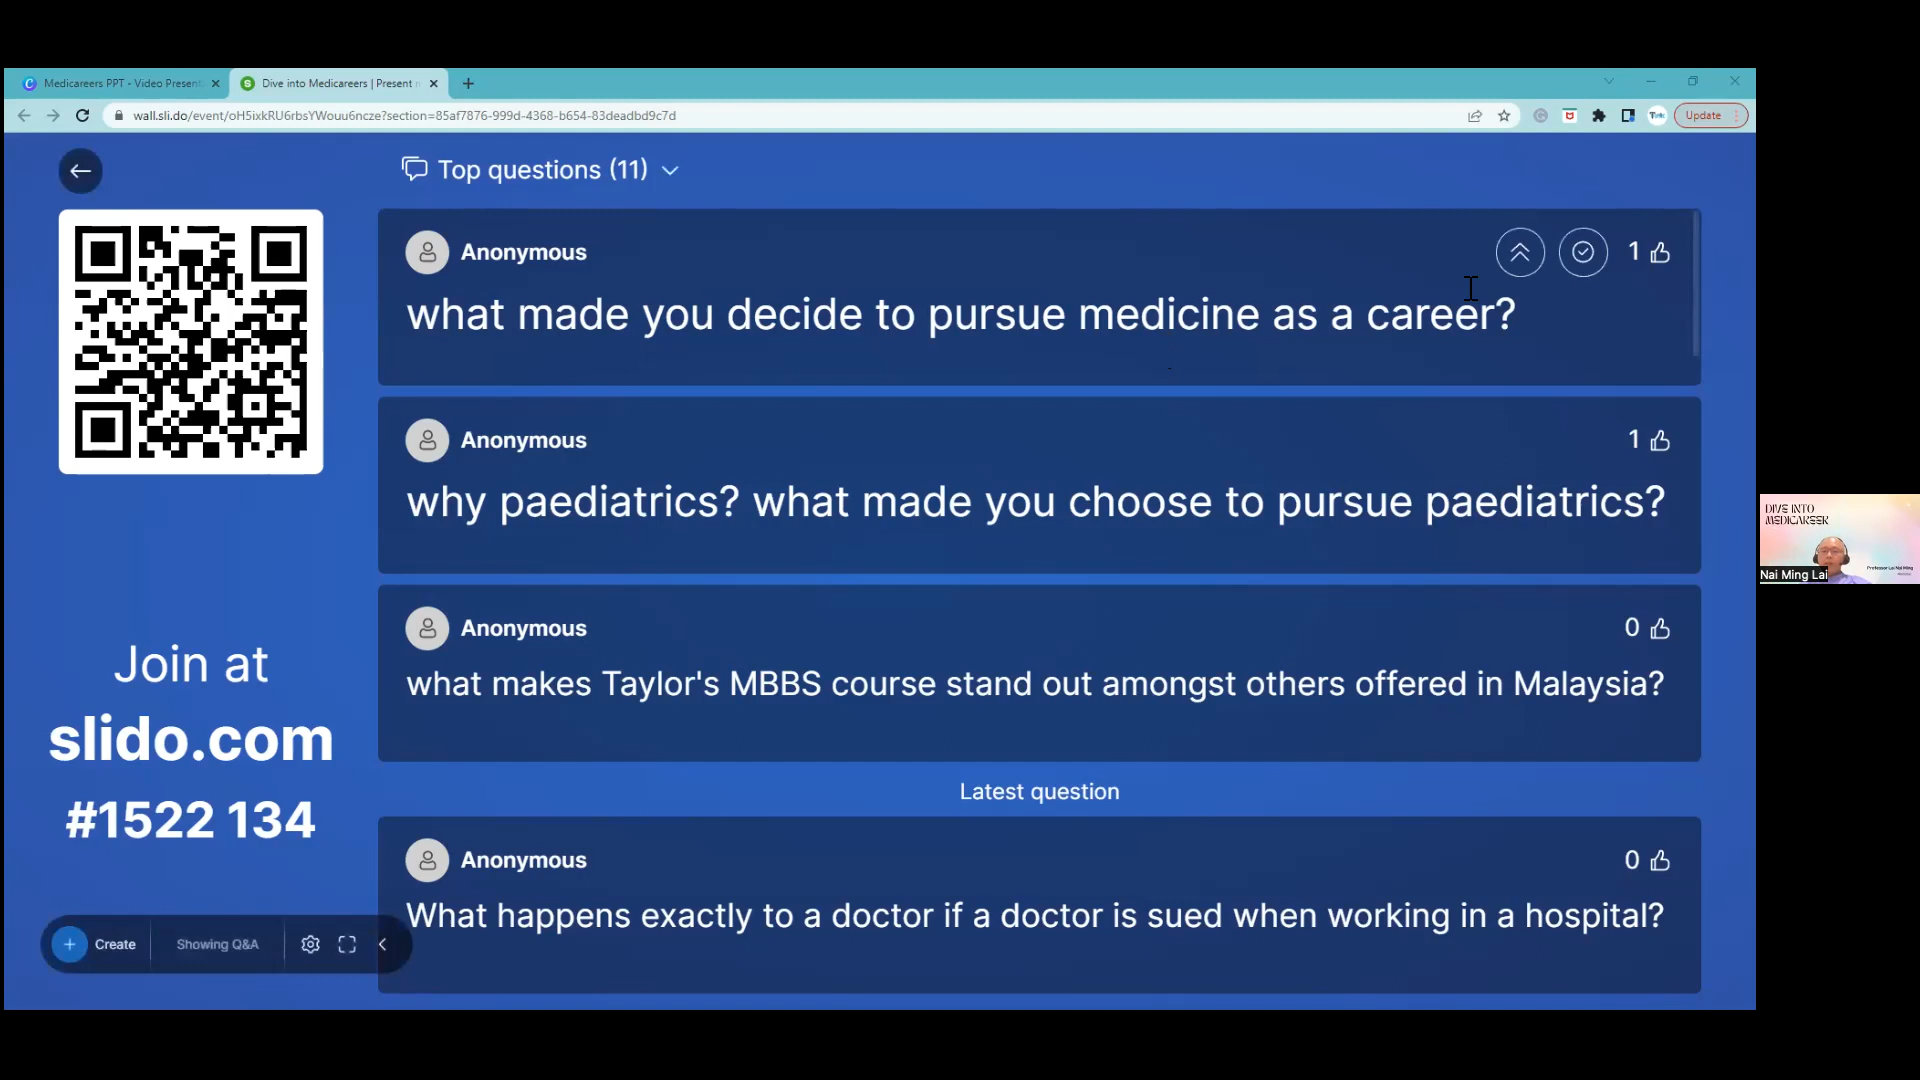 Medicareers PPT - Video Present
Dive into Medicareers | Present n
wall.sli.do/event/oH5ixkRU6rbsYWouu6ncze?section=85af7876-999d-4368-b654-83deadbd9c7d
Update
Top questions (11)
Anonymous
1
what made you decide to pursue medicine as a career?
Anonymous
1
why paediatrics? what made you choose to pursue paediatrics?
Anonymous
0
what makes Taylor's MBBS course stand out amongst others offered in Malaysia?
Latest question
Anonymous
0
What happens exactly to a doctor if a doctor is sued when working in a hospital?
Join at
slido.com
#1522 134
Create
Showing Q&A
DIVE INTO
MEDICAREER
Professor Lai Nai Ming
Nai Ming Lai